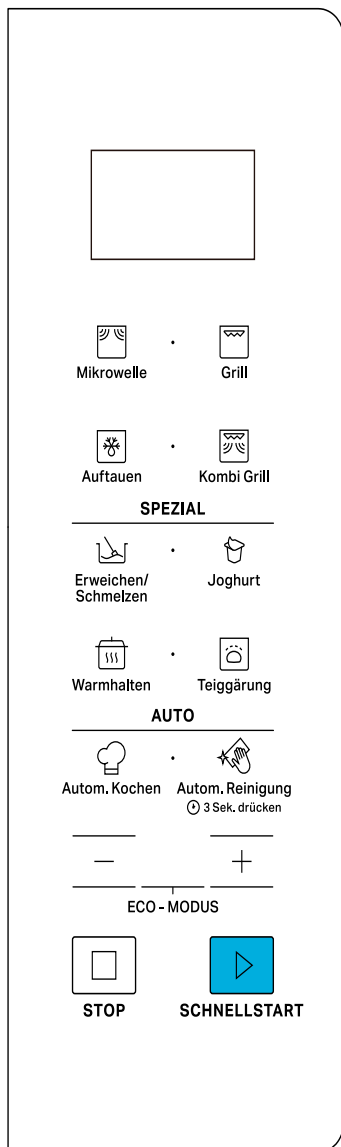 Mikrowelle
Grill
Auftauen
Kombi Grill
SPEZIAL
Erweichen/
Schmelzen
Joghurt
Warmhalten
Teiggärung
AUTO
Autom. Kochen
Autom. Reinigung
3 Sek. drücken
− +
ECO - MODUS
STOP
SCHNELLSTART